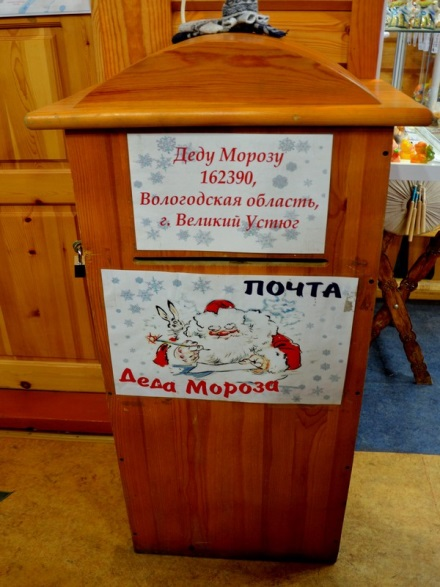 Деду Морозу
162390,
Вологодская область,
г. Великий Устюг
ПОЧТА
Деда Мороза